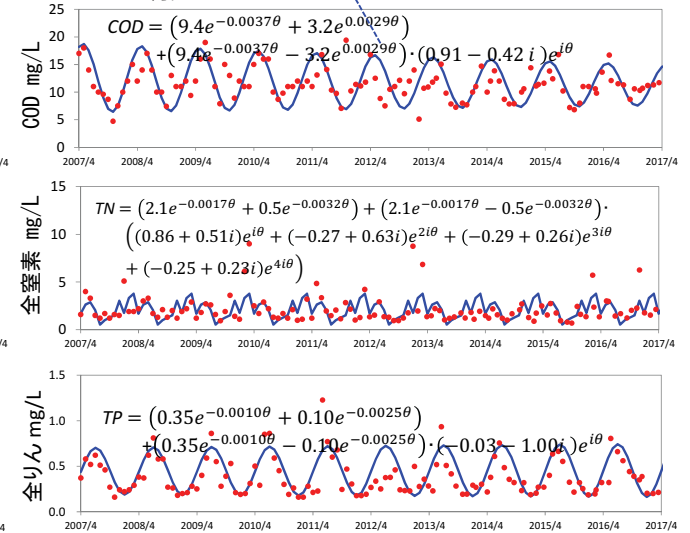 25
COD = (9.4e^{-0.0037θ} + 3.2e^{0.0029θ})
20
+(9.4e^{-0.0037θ} − 3.2e^{0.0029θ})·(0.91 − 0.42 i )e^{iθ}
15
10
5
0
COD mg/L
2007/4 2008/4 2009/4 2010/4 2011/4 2012/4 2013/4 2014/4 2015/4 2016/4 2017/4
15
TN = (2.1e^{-0.0017θ} + 0.5e^{-0.0032θ}) + (2.1e^{-0.0017θ} − 0.5e^{-0.0032θ})·
((0.86 + 0.51i)e^{iθ} + (−0.27 + 0.63i)e^{2iθ} + (−0.29 + 0.26i)e^{3iθ}
10
+ (−0.25 + 0.23i)e^{4iθ})
5
0
全窒素 mg/L
2007/4 2008/4 2009/4 2010/4 2011/4 2012/4 2013/4 2014/4 2015/4 2016/4 2017/4
1.5
TP = (0.35e^{-0.0010θ} + 0.10e^{-0.0025θ})
1.0
+(0.35e^{-0.0010θ} − 0.10e^{-0.0025θ})·(−0.03 − 1.00i )e^{iθ}
0.5
0.0
全りん mg/L
2007/4 2008/4 2009/4 2010/4 2011/4 2012/4 2013/4 2014/4 2015/4 2016/4 2017/4